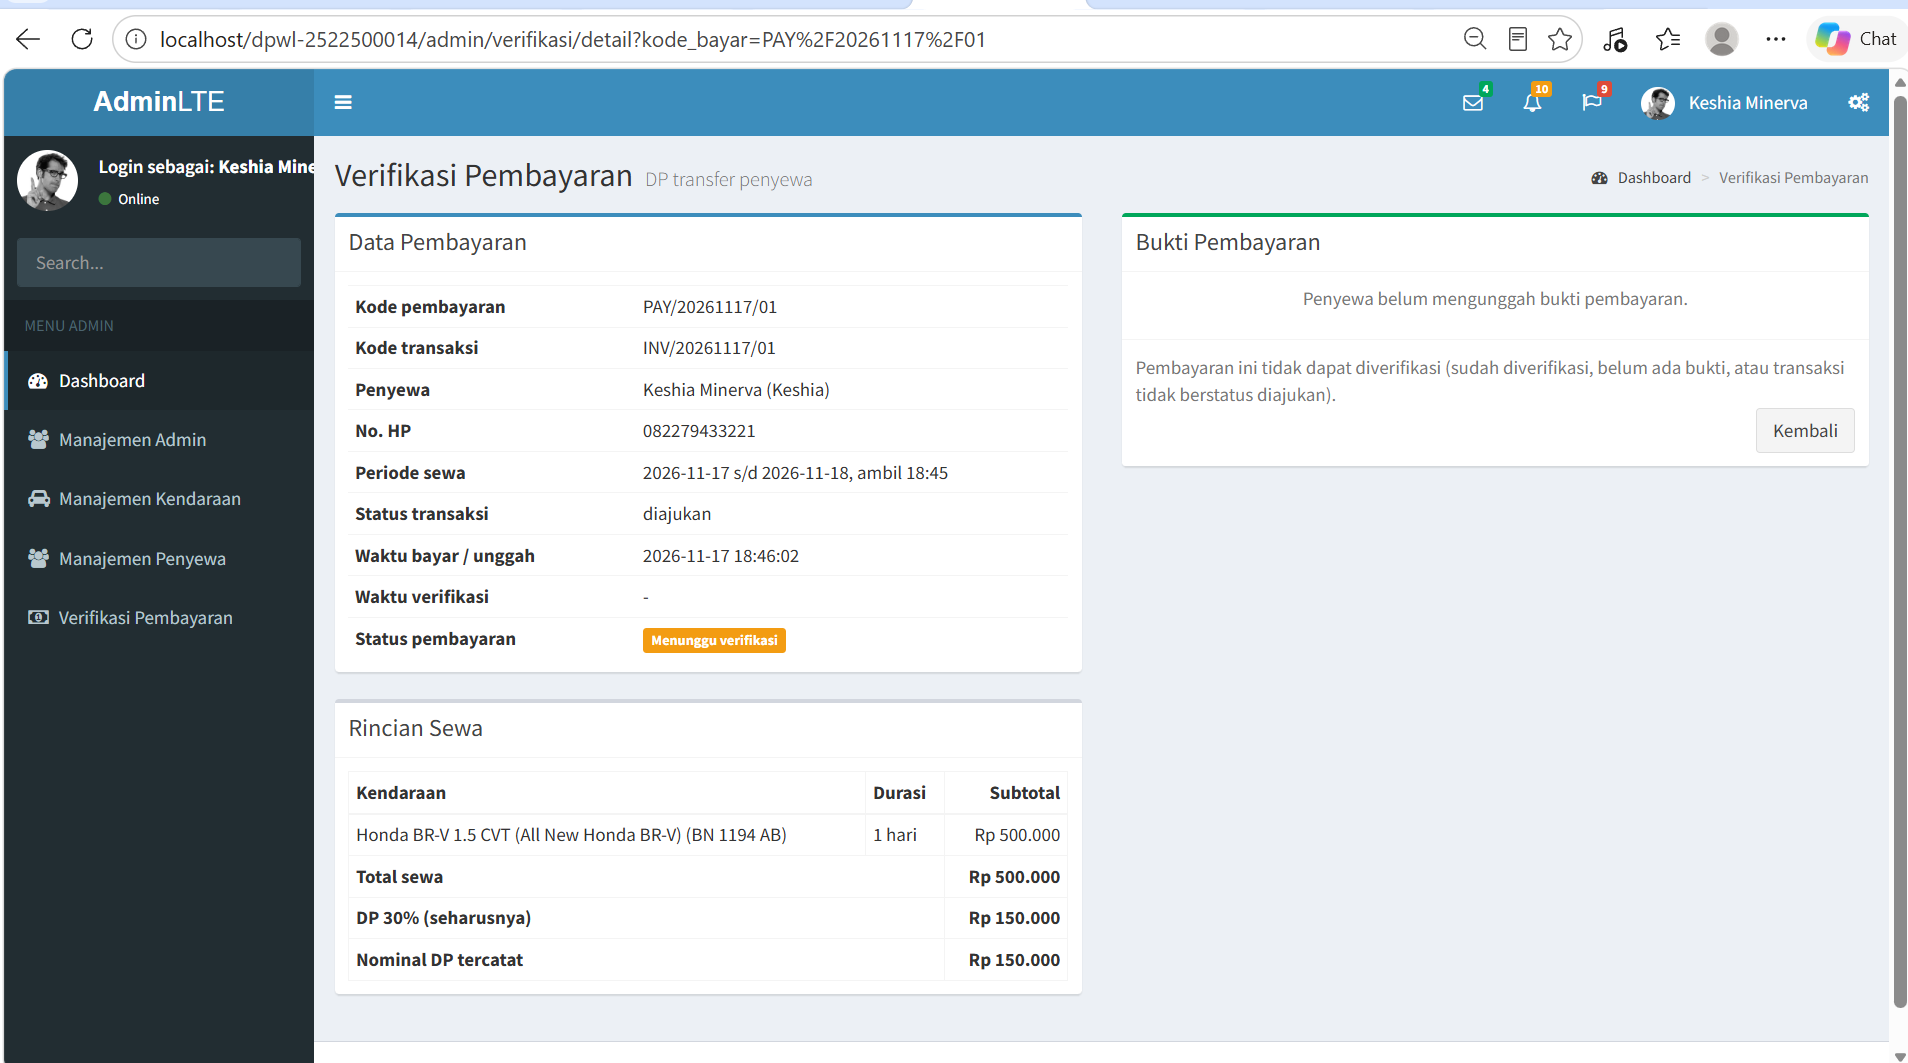 localhost/dpwl-2522500014/admin/verifikasi/detail?kode_bayar=PAY%2F20261117%2F01
Chat
AdminLTE
4
10
9
Keshia Minerva
Login sebagai: Keshia Mine
Online
Search...
MENU ADMIN
Dashboard
Manajemen Admin
Manajemen Kendaraan
Manajemen Penyewa
Verifikasi Pembayaran
Verifikasi Pembayaran DP transfer penyewa
Dashboard > Verifikasi Pembayaran
Data Pembayaran
Kode pembayaran PAY/20261117/01
Kode transaksi INV/20261117/01
Penyewa Keshia Minerva (Keshia)
No. HP 082279433221
Periode sewa 2026-11-17 s/d 2026-11-18, ambil 18:45
Status transaksi diajukan
Waktu bayar / unggah 2026-11-17 18:46:02
Waktu verifikasi -
Status pembayaran Menunggu verifikasi
Rincian Sewa
Kendaraan Durasi Subtotal
Honda BR-V 1.5 CVT (All New Honda BR-V) (BN 1194 AB) 1 hari Rp 500.000
Total sewa Rp 500.000
DP 30% (seharusnya) Rp 150.000
Nominal DP tercatat Rp 150.000
Bukti Pembayaran
Penyewa belum mengunggah bukti pembayaran.
Pembayaran ini tidak dapat diverifikasi (sudah diverifikasi, belum ada bukti, atau transaksi
tidak berstatus diajukan).
Kembali